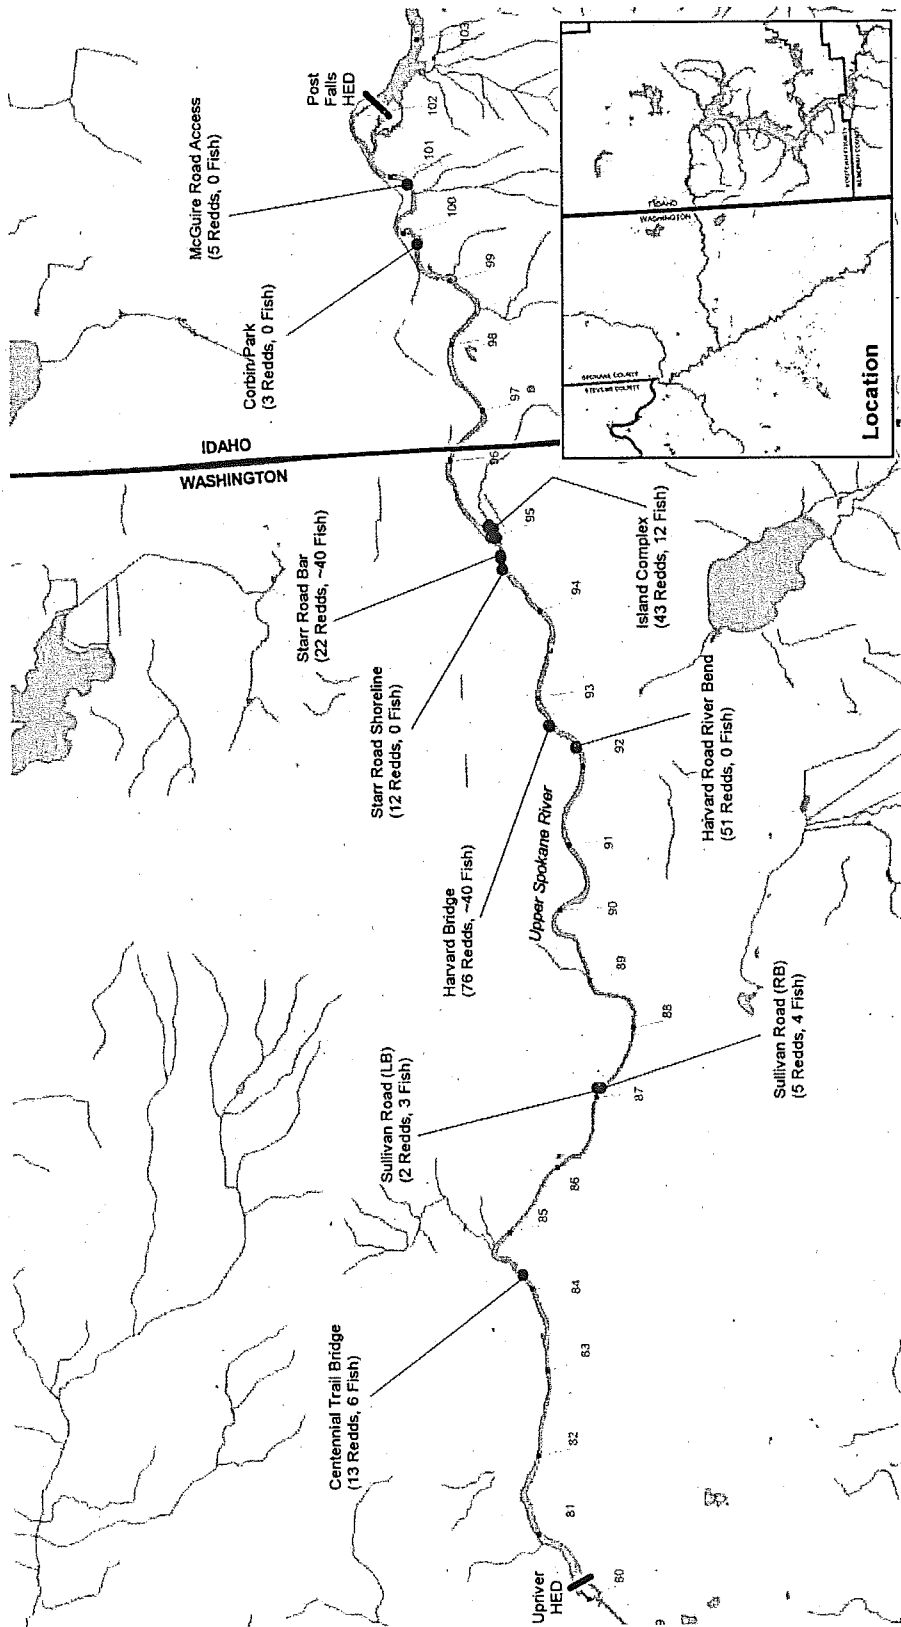 Post
Falls
HED
McGuire Road Access
(5 Redds, 0 Fish)
Corbin/Park
(3 Redds, 0 Fish)
IDAHO
WASHINGTON
Starr Road Bar
(22 Redds, ~40 Fish)
Starr Road Shoreline
(12 Redds, 0 Fish)
Harvard Bridge
(76 Redds, ~40 Fish)
Sullivan Road (LB)
(2 Redds, 3 Fish)
Centennial Trail Bridge
(13 Redds, 6 Fish)
Upriver
HED
Upper Spokane River
Island Complex
(43 Redds, 12 Fish)
Harvard Road River Bend
(51 Redds, 0 Fish)
Sullivan Road (RB)
(5 Redds, 4 Fish)
80
81
82
83
84
85
86
87
88
89
90
91
92
93
94
95
96
97
98
99
100
101
102
103
Location
IDAHO
WASHINGTON
SPOKANE COUNTY
STEVENS COUNTY
KOOTENAI COUNTY
BENEWAH COUNTY